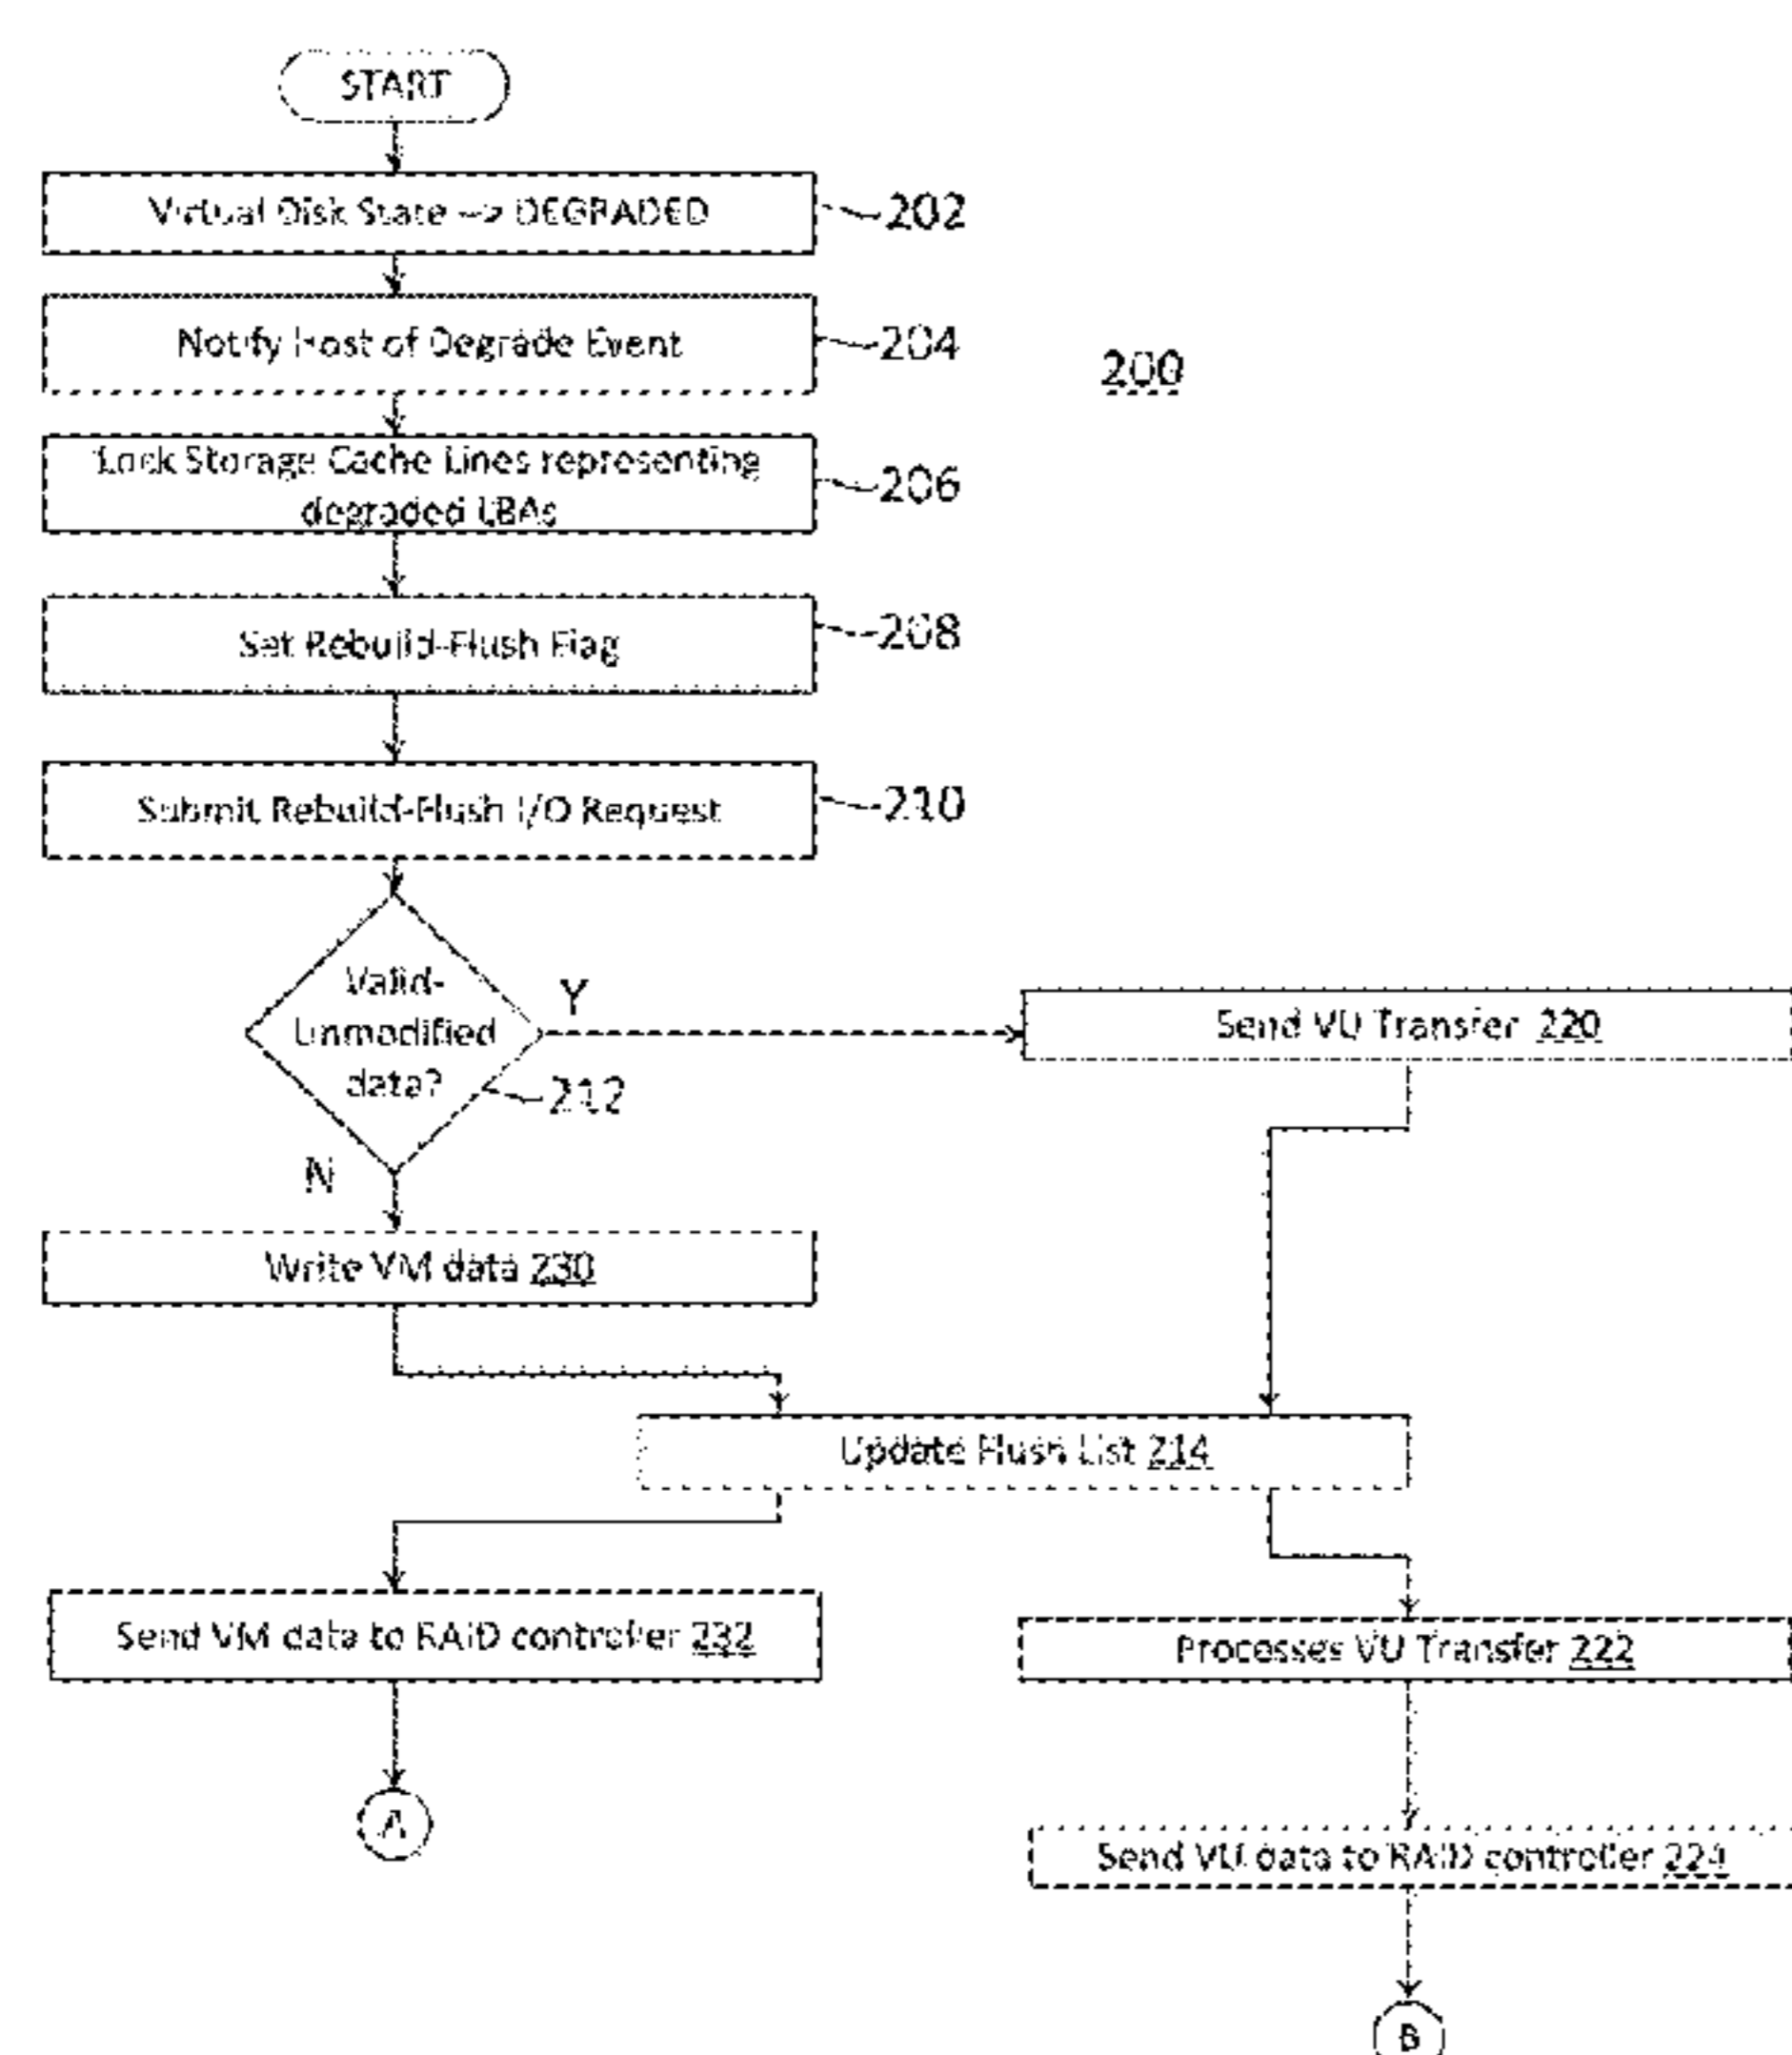 START
Virtual Disk State --> DEGRADED
202
Notify Host of Degrade Event
204
200
Lock Storage Cache Lines representing
degraded LBAs
206
Set Rebuild-Flush Flag
208
Submit Rebuild-Flush I/O Request
210
Valid-
Unmodified
data?
Y
212
N
Send VU Transfer 220
Write VM data 230
Update Flush List 214
Send VM data to RAID controller 232
Processes VU Transfer 222
A
Send VU data to RAID controller 224
B